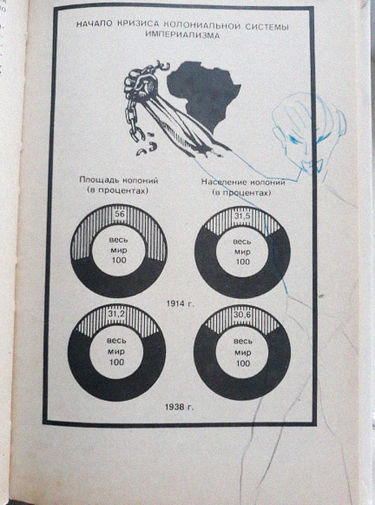 НАЧАЛО КРИЗИСА КОЛОНИАЛЬНОЙ СИСТЕМЫ
ИМПЕРИАЛИЗМА
Площадь колоний
(в процентах)
Население колоний
(в процентах)
56
весь
мир
100
31,5
весь
мир
100
1914 г.
31,2
весь
мир
100
30,6
весь
мир
100
1938 г.